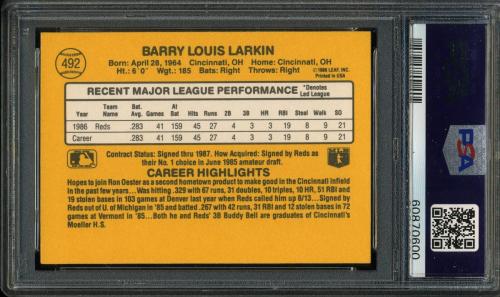 492
BARRY LOUIS LARKIN
Born: April 28, 1964 Cincinnati, OH Home: Cincinnati, OH
Ht.: 6'0" Wgt.: 185 Bats: Right Throws: Right
© 1986 LEAF, INC.
Printed in USA
RECENT MAJOR LEAGUE PERFORMANCE *Denotes Led League
Year Team Name Bat. Avg. Games At Bat Hits Runs 2B 3B HR RBI Steal Walk SO
1986 Reds .283 41 159 45 27 4 3 3 19 8 9 21
Career .283 41 159 45 27 4 3 3 19 8 9 21
Contract Status: Signed thru 1987. How Acquired: Signed by Reds as
their No. 1 choice in June 1985 amateur draft.
CAREER HIGHLIGHTS
Hopes to join Ron Oester as a second hometown product to make good in the Cincinnati infield
in the past few years...Was hitting .329 with 67 runs, 31 doubles, 10 triples, 10 HR, 51 RBI and
19 stolen bases in 103 games at Denver last year when Reds called him up 8/13...Signed by
Reds out of U. of Michigan in '85 and batted .267 with 42 runs, 31 RBI and 12 stolen bases in 72
games at Vermont in '85...Both he and Reds' 3B Buddy Bell are graduates of Cincinnati's
Moeller H.S.
PSA
60870600